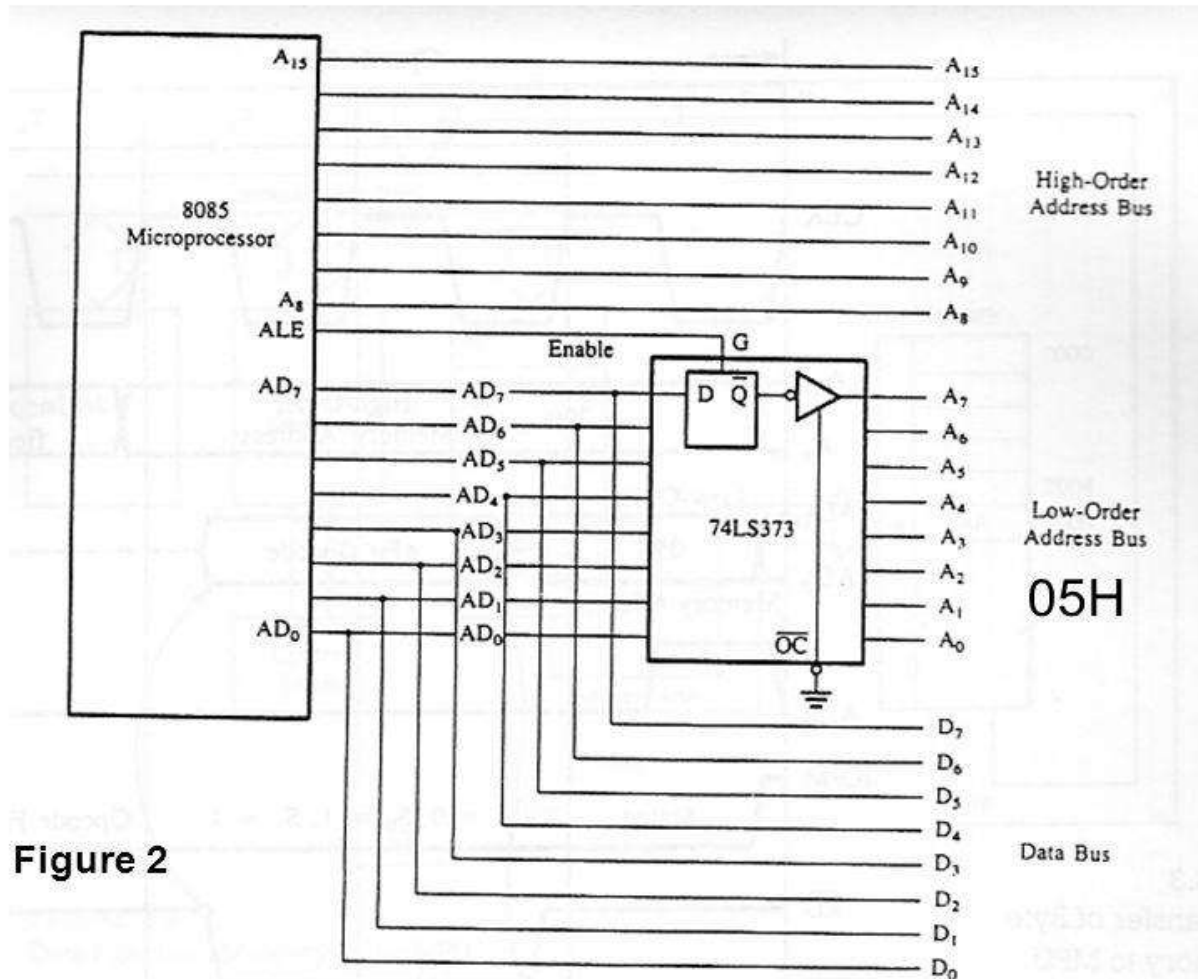 A15
A15
A14
A13
A12
High-Order
Address Bus
8085
Microprocessor
A11
A10
A9
A8
A8
ALE
Enable
G
AD7
AD7
D Q̅
A7
AD6
A6
AD5
A5
AD4
A4
Low-Order
Address Bus
74LS373
AD3
A3
AD2
A2
05H
AD1
A1
AD0
AD0
O̅C̅
A0
D7
D6
D5
D4
Figure 2
Data Bus
D3
D2
D1
D0